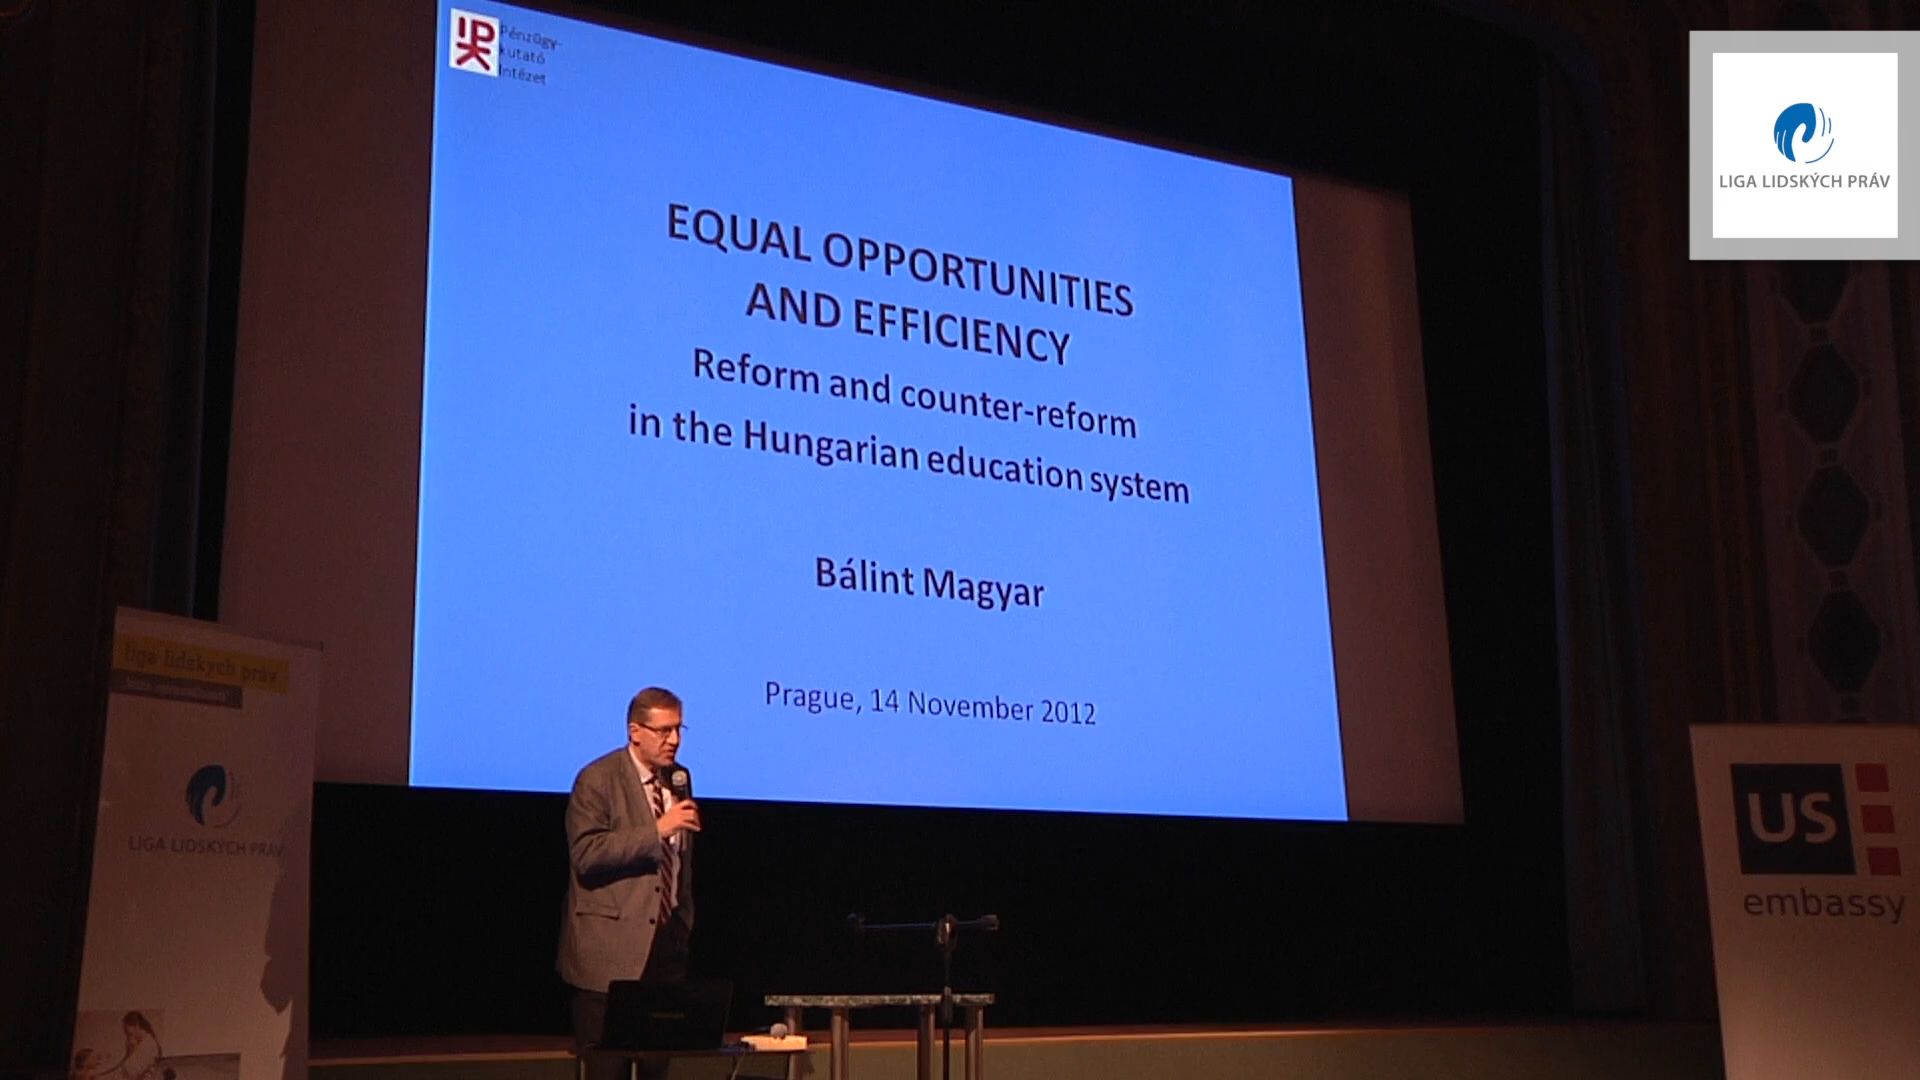 Pénzügy-
kutató
Intézet
EQUAL OPPORTUNITIES
AND EFFICIENCY
Reform and counter-reform
in the Hungarian education system
Bálint Magyar
Prague, 14 November 2012
LIGA LIDSKÝCH PRÁV
liga lidských práv
LIGA LIDSKÝCH PRÁV
US
embassy